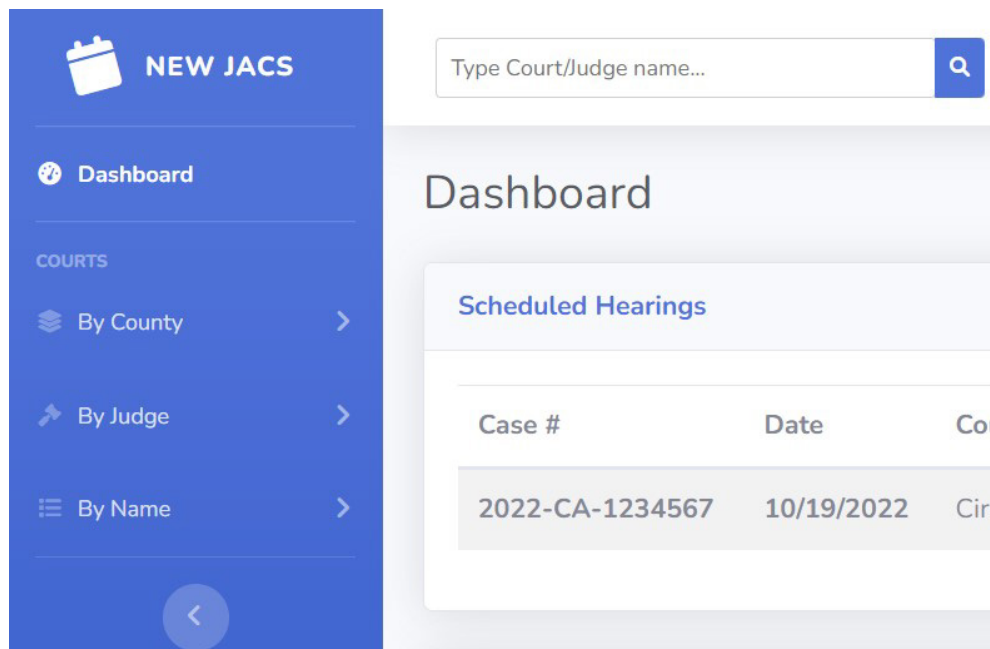 NEW JACS
Dashboard
COURTS
By County
By Judge
By Name
Type Court/Judge name...
Dashboard
Scheduled Hearings
Case # Date
2022-CA-1234567 10/19/2022 Cir